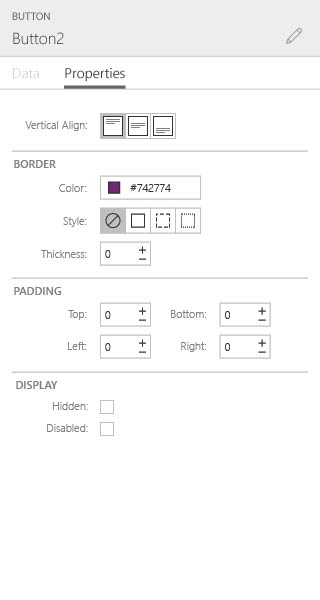 BUTTON
Button2
Data Properties
Vertical Align:
BORDER
Color: #742774
Style:
Thickness: 0
PADDING
Top: 0 Bottom: 0
Left: 0 Right: 0
DISPLAY
Hidden:
Disabled: